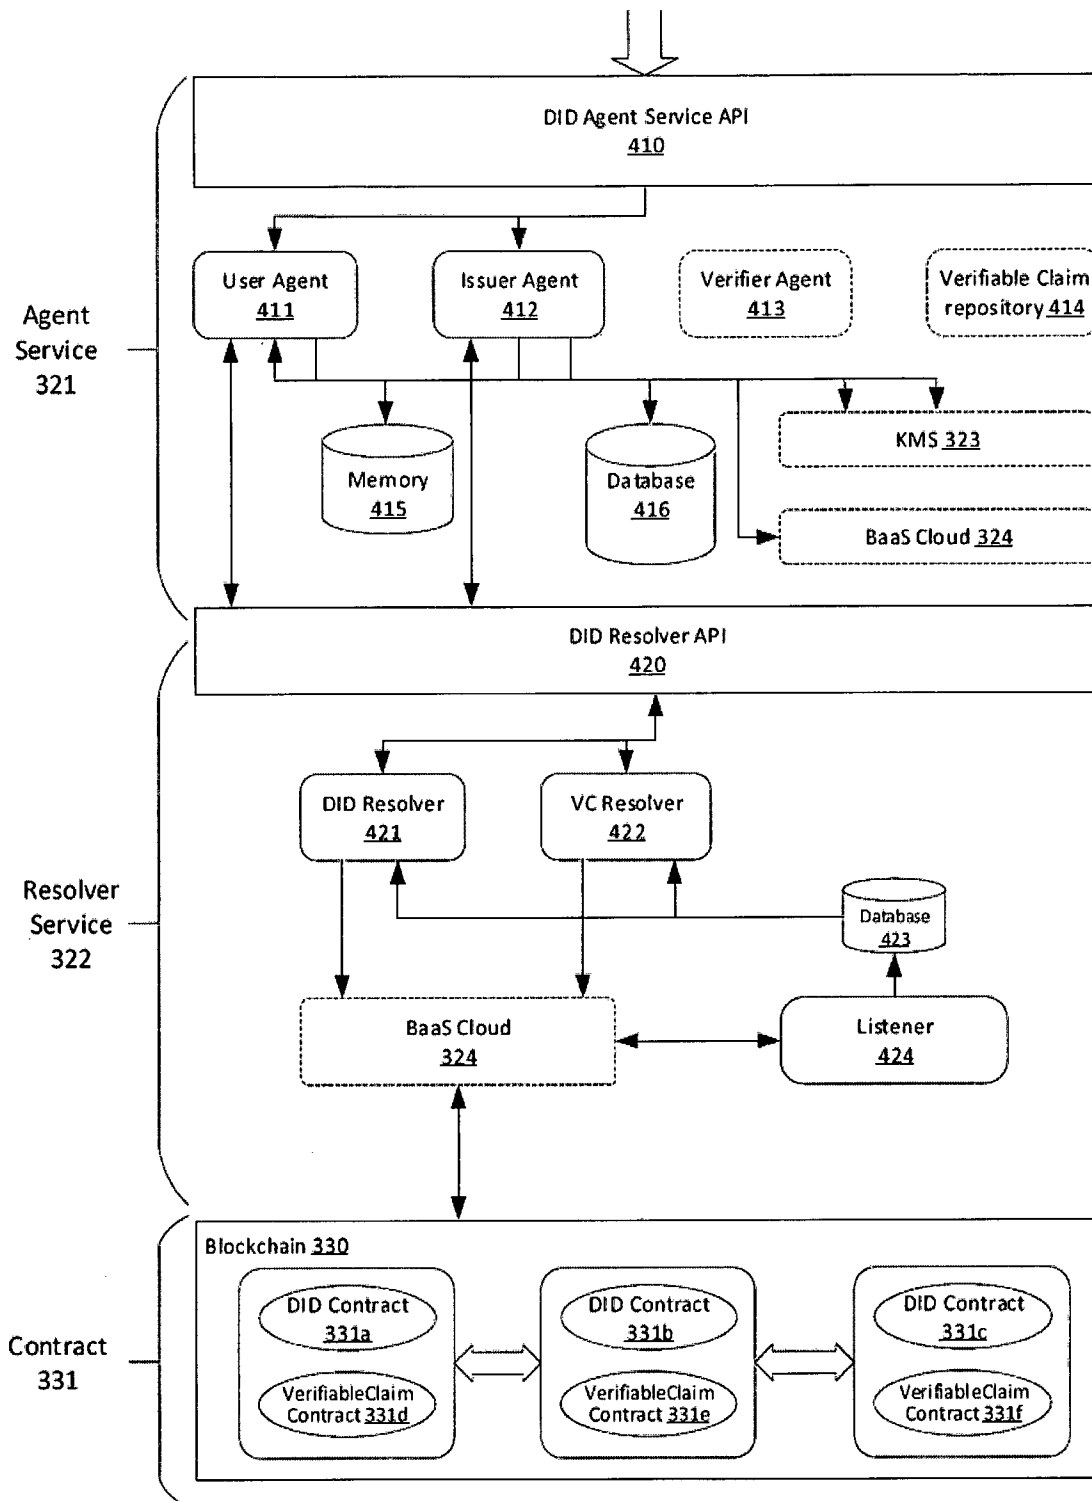 DID Agent Service API
410
User Agent
411
Issuer Agent
412
Verifier Agent
413
Verifiable Claim
repository 414
Agent
Service
321
KMS 323
Memory
415
Database
416
BaaS Cloud 324
DID Resolver API
420
DID Resolver
421
VC Resolver
422
Resolver
Service
322
Database
423
BaaS Cloud
324
Listener
424
Blockchain 330
DID Contract
331a
DID Contract
331b
DID Contract
331c
Contract
331
VerifiableClaim
Contract 331d
VerifiableClaim
Contract 331e
VerifiableClaim
Contract 331f